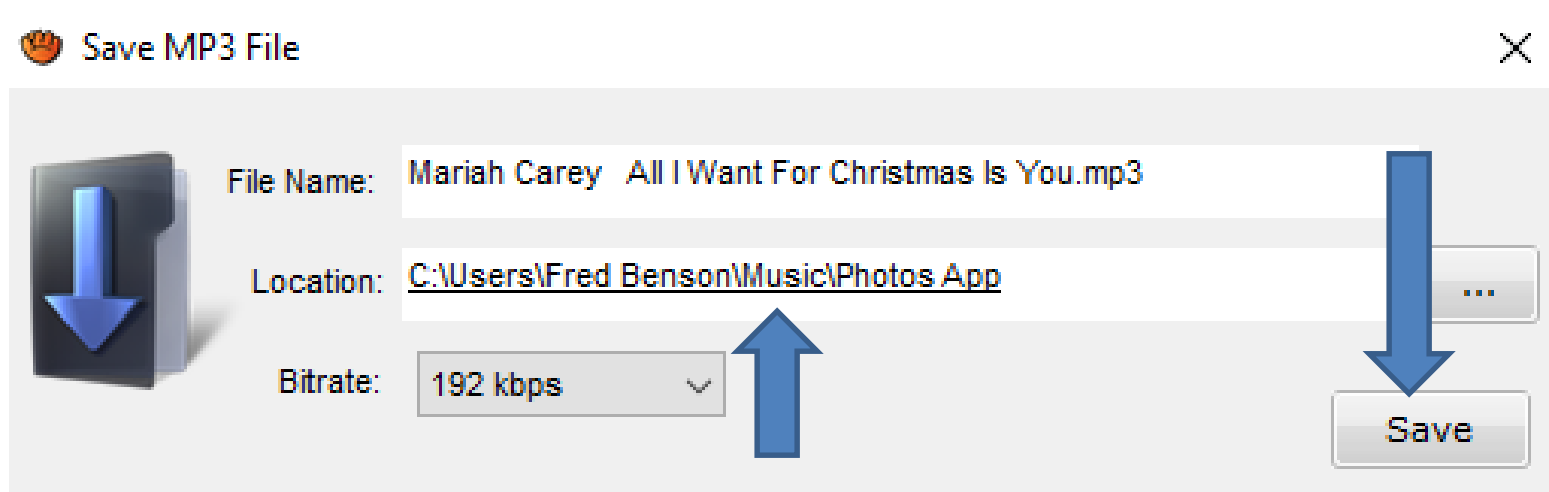 Save MP3 File
File Name: Mariah Carey   All I Want For Christmas Is You.mp3
Location: C:\Users\Fred Benson\Music\Photos App
...
Bitrate: 192 kbps
Save